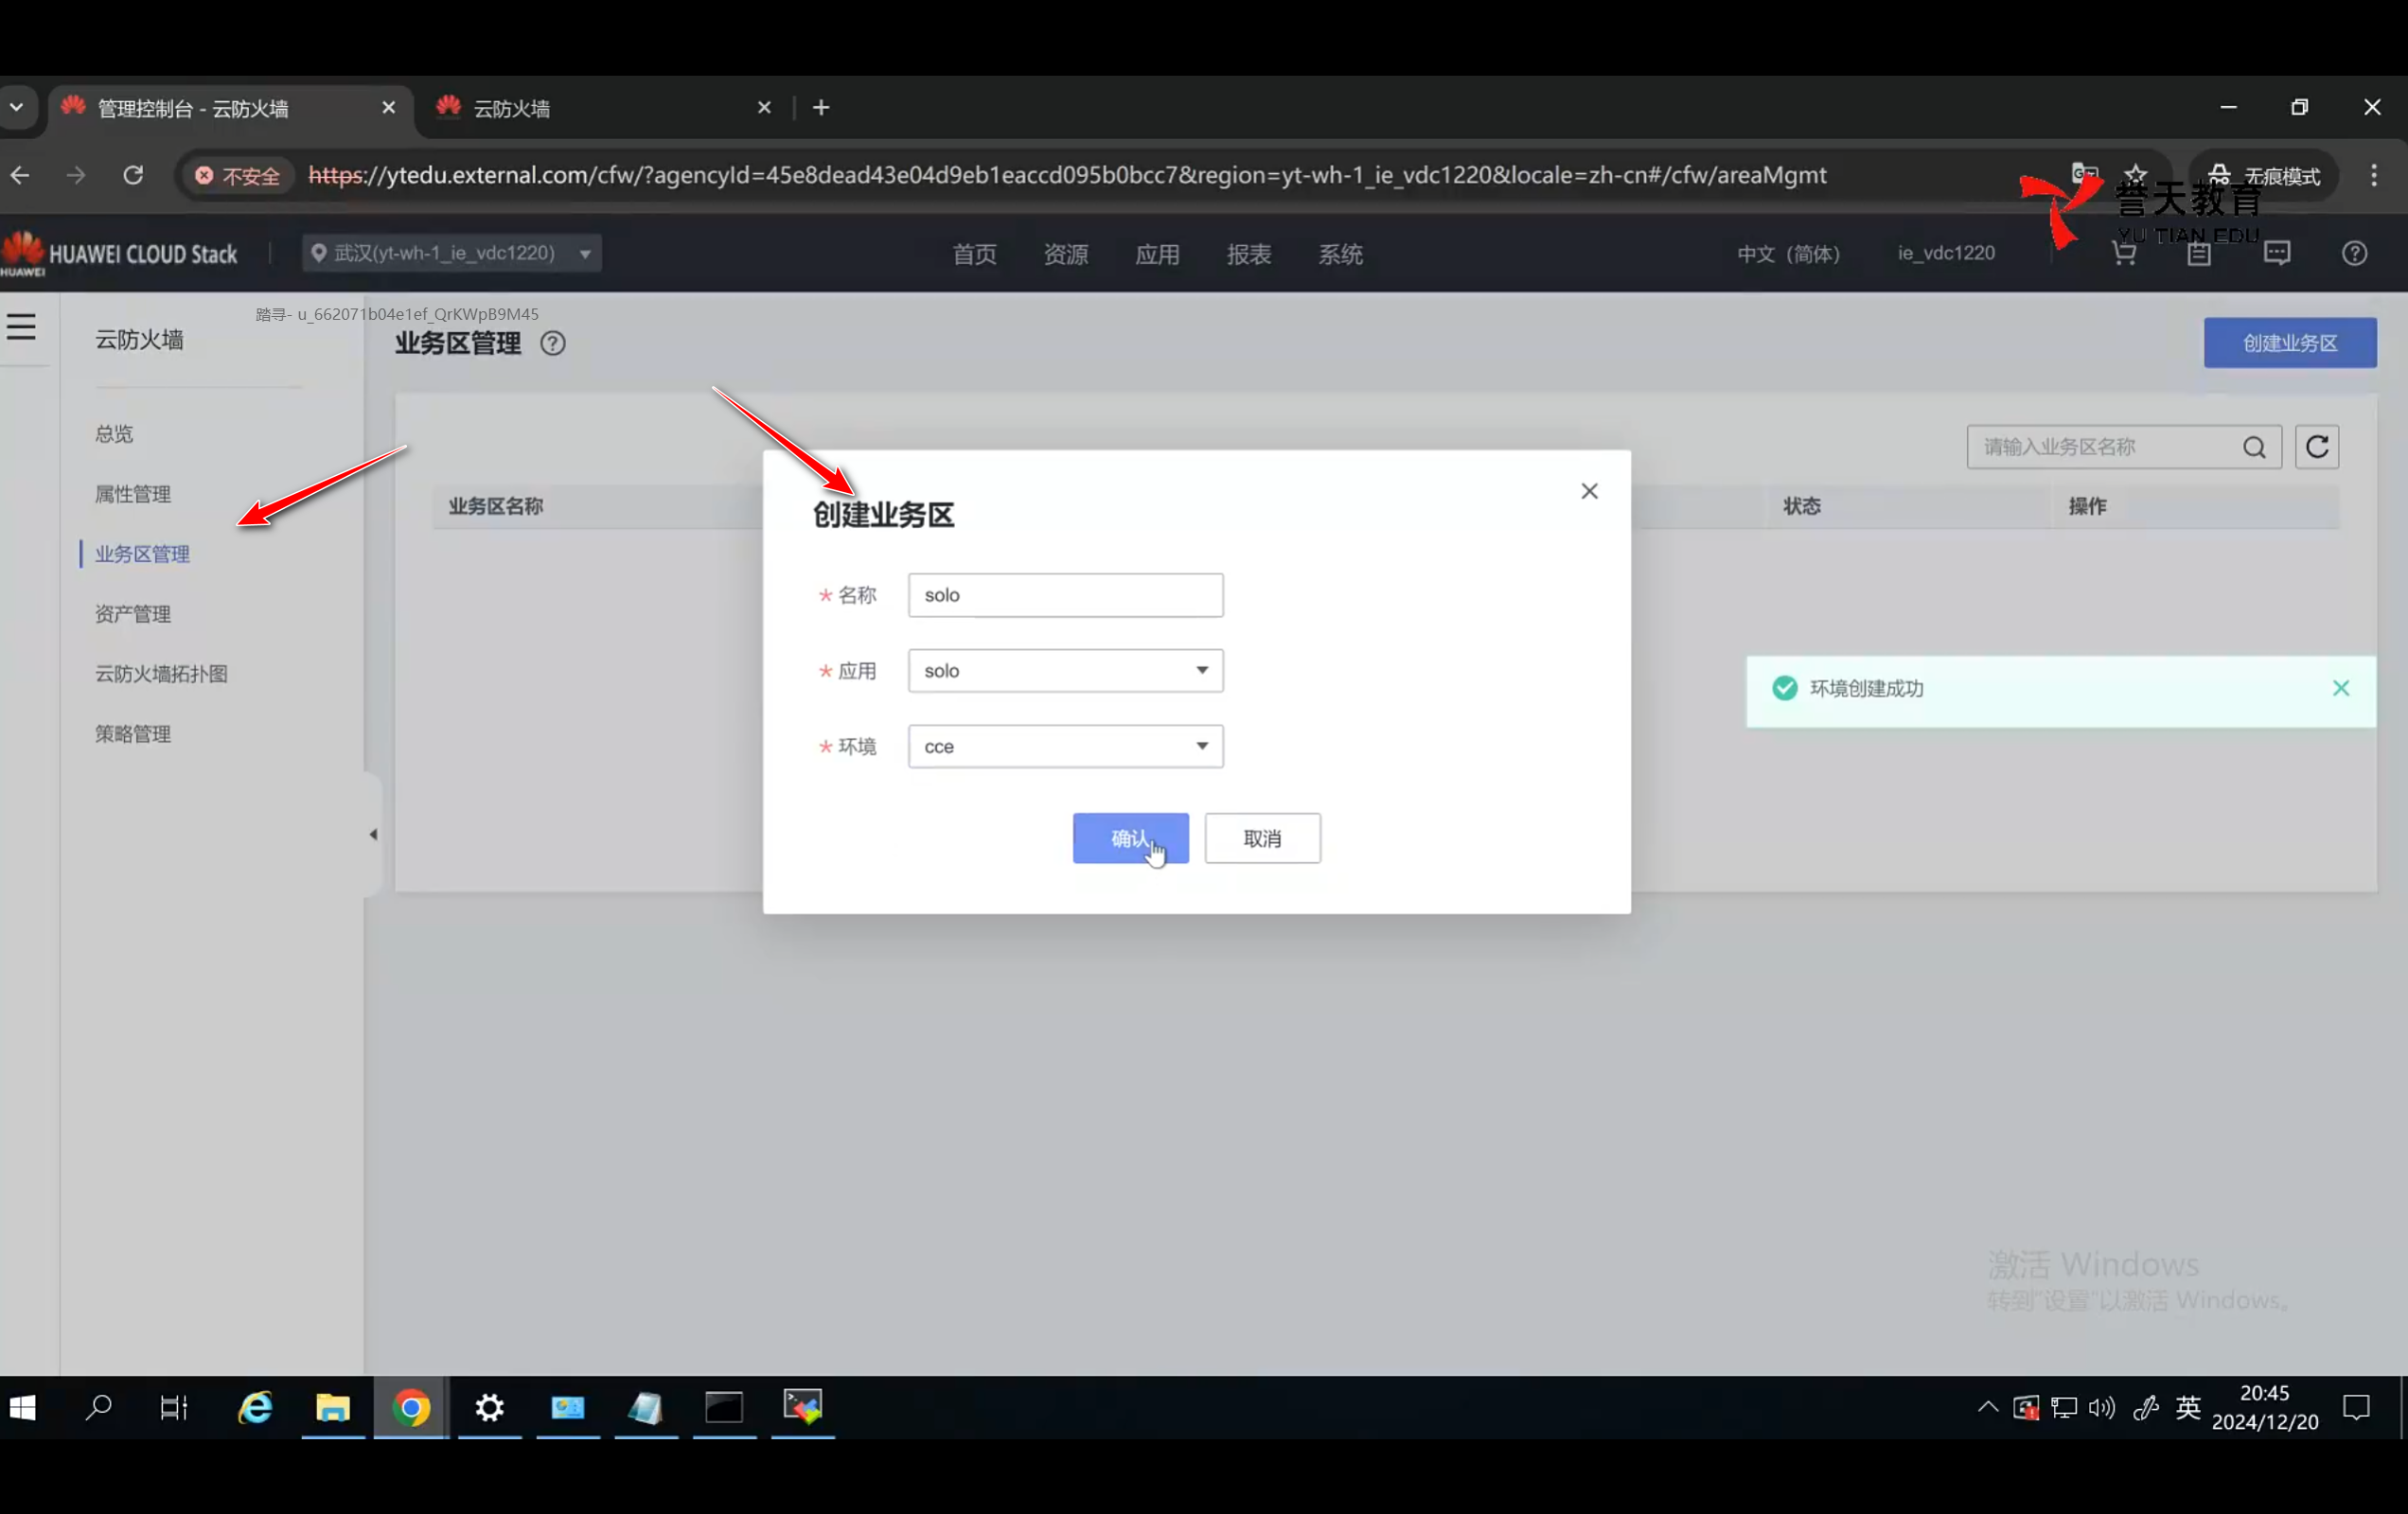 管理控制台 - 云防火墙
云防火墙
不安全
https://ytedu.external.com/cfw/?agencyId=45e8dead43e04d9eb1eaccd095b0bcc7&region=yt-wh-1_ie_vdc1220&locale=zh-cn#/cfw/areaMgmt
无痕模式
誉天教育
YU TIAN EDU
HUAWEI
HUAWEI CLOUD Stack
武汉(yt-wh-1_ie_vdc1220)
首页
资源
应用
报表
系统
中文（简体）
ie_vdc1220
踏寻- u_662071b04e1ef_QrKWpB9M45
云防火墙
总览
属性管理
业务区管理
资产管理
云防火墙拓扑图
策略管理
业务区管理
创建业务区
请输入业务区名称
业务区名称
状态
操作
创建业务区
* 名称
solo
* 应用
solo
* 环境
cce
确认
取消
环境创建成功
激活 Windows
转到"设置"以激活 Windows。
英
20:45
2024/12/20